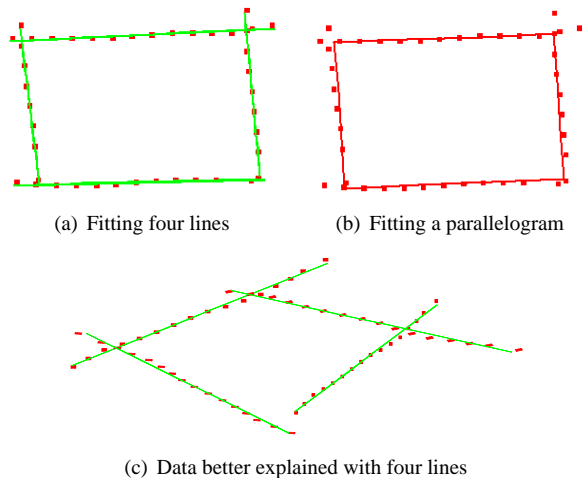 (a) Fitting four lines
(b) Fitting a parallelogram
(c) Data better explained with four lines